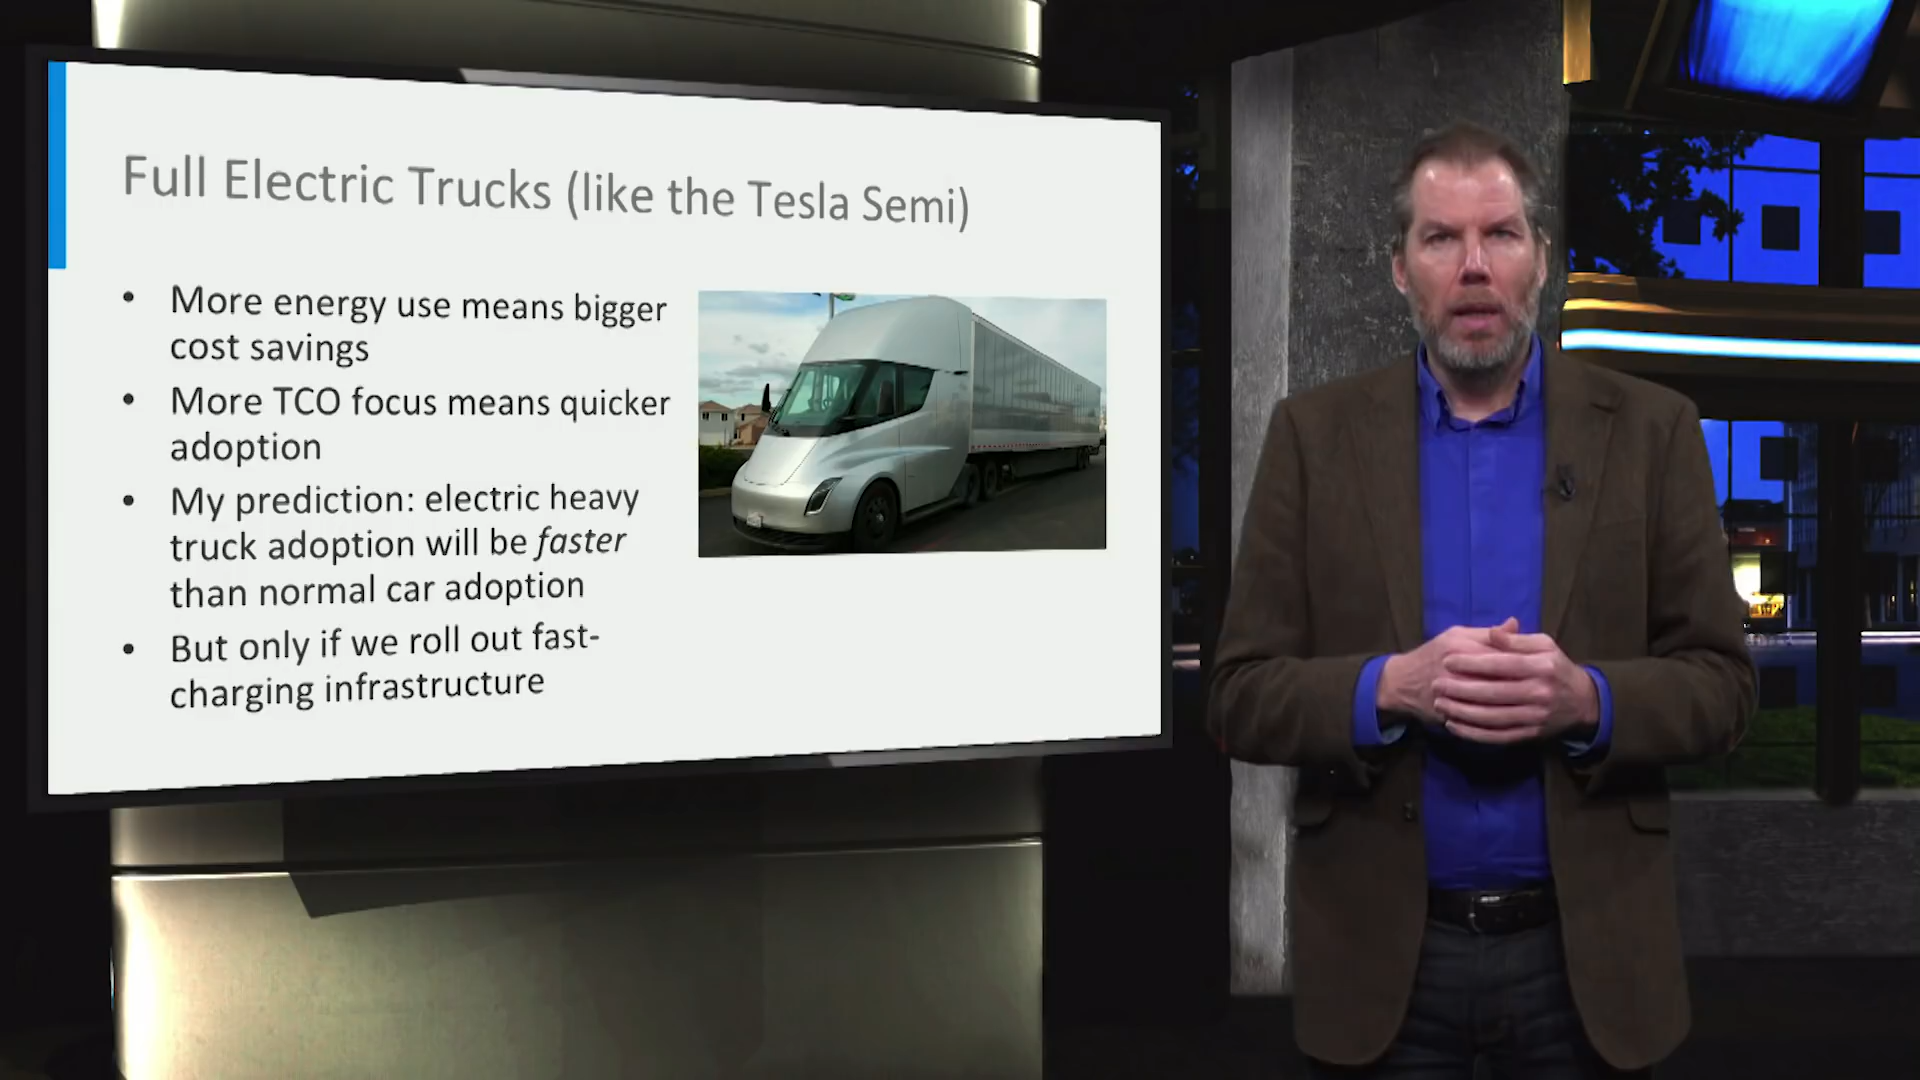 Full Electric Trucks (like the Tesla Semi)
• More energy use means bigger
cost savings
• More TCO focus means quicker
adoption
• My prediction: electric heavy
truck adoption will be faster
than normal car adoption
• But only if we roll out fast-
charging infrastructure